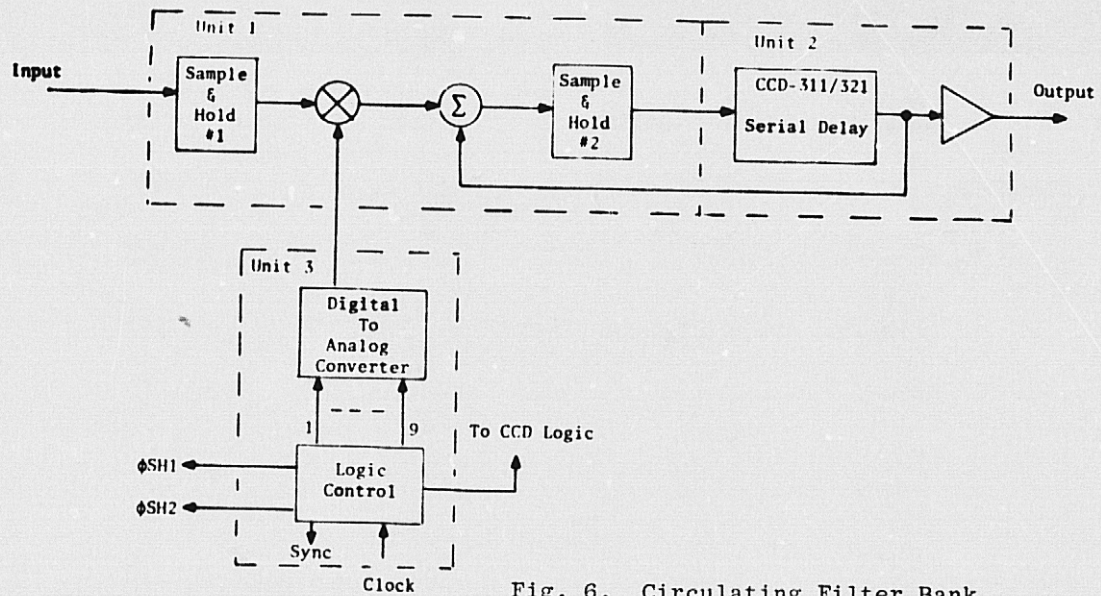 Unit 1
Unit 2
Input
Sample
&
Hold
#1
Σ
Sample
&
Hold
#2
CCD-311/321
Serial Delay
Output
Unit 3
Digital
To
Analog
Converter
1
9
To CCD Logic
Logic
Control
ϕSH1
ϕSH2
Sync
Clock
Fig. 6. Circulating Filter Bank